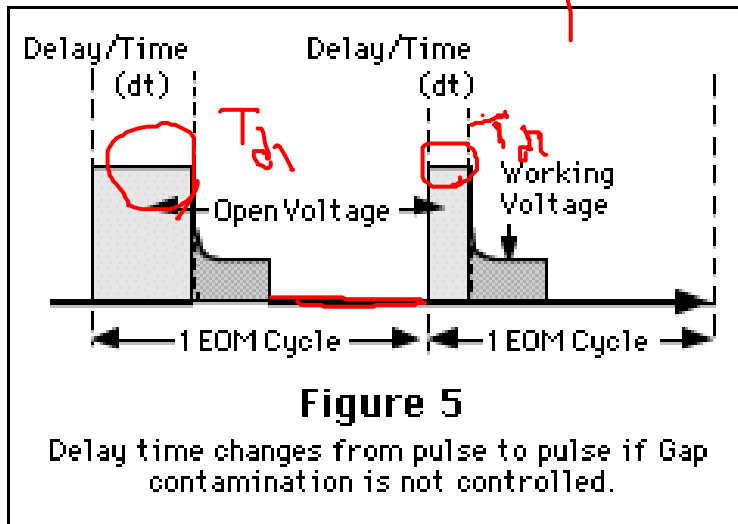 Delay/Time Delay/Time
(dt) (dt)
Td1
Working
Open Voltage Voltage
1 EOM Cycle 1 EOM Cycle
Figure 5
Delay time changes from pulse to pulse if Gap
contamination is not controlled.